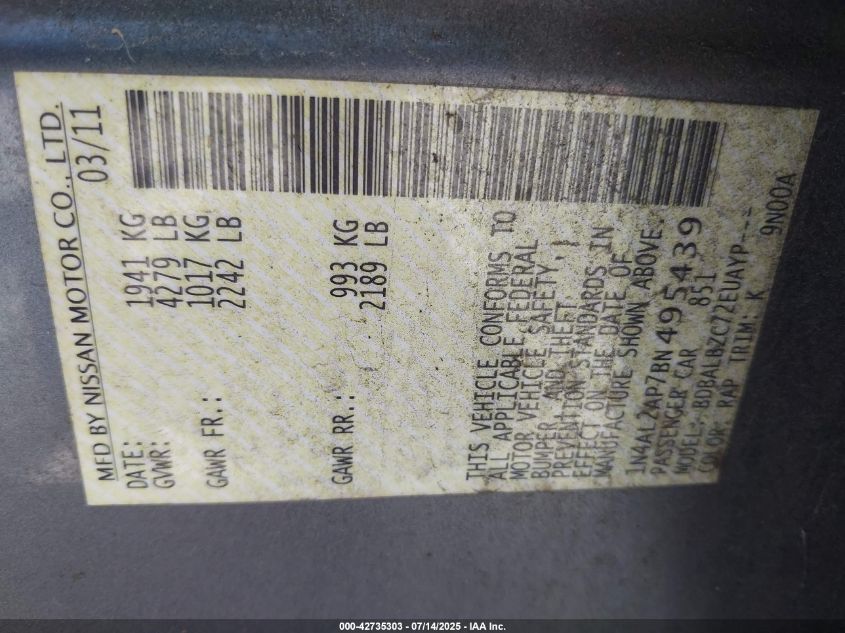 MFD BY NISSAN MOTOR CO., LTD.
DATE: 03/11
GVWR: 1941 KG
4279 LB
GAWR FR.: 1017 KG
2242 LB
GAWR RR.: 993 KG
2189 LB
THIS VEHICLE CONFORMS TO
ALL APPLICABLE FEDERAL
MOTOR VEHICLE SAFETY,
BUMPER, AND THEFT
PREVENTION STANDARDS IN
EFFECT ON THE DATE OF
MANUFACTURE SHOWN ABOVE
1N4AL2AP7BN495439
PASSENGER CAR 851
MODEL: BDBALBZC72EUAYP---
COLOR: RAP TRIM: K 9N00A
000-42735303 - 07/14/2025 - IAA Inc.